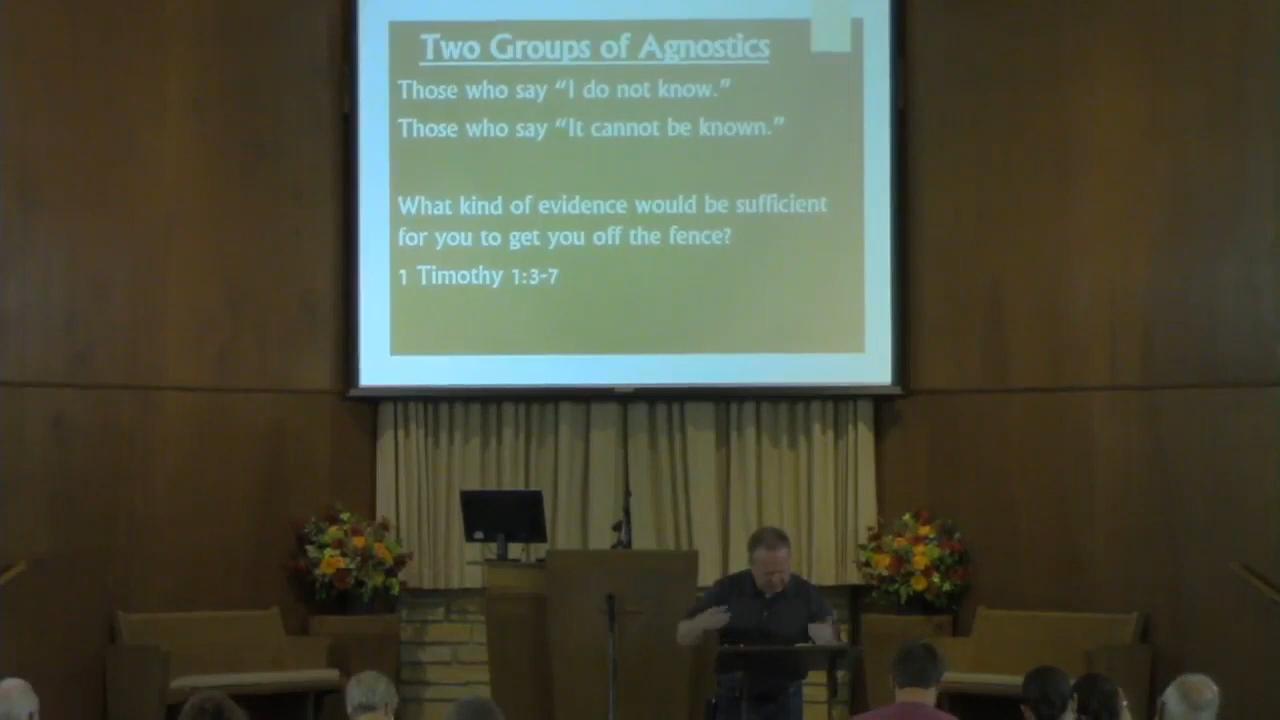 Two Groups of Agnostics
Those who say “I do not know.”
Those who say “It cannot be known.”
What kind of evidence would be sufficient
for you to get you off the fence?
1 Timothy 1:3-7